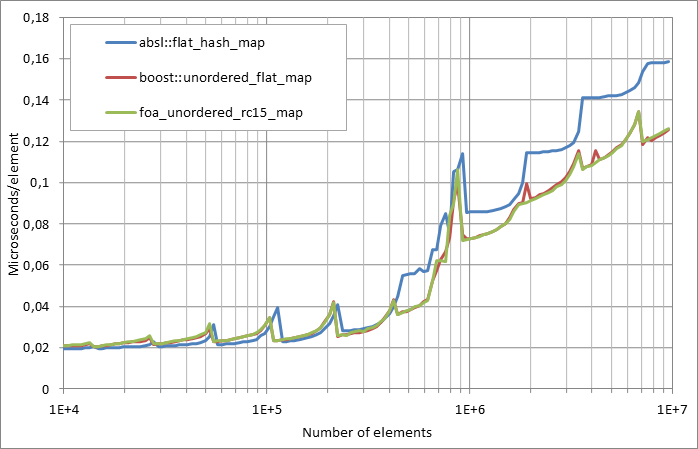 0,18
0,16
0,14
0,12
0,1
0,08
0,06
0,04
0,02
0
Microseconds/element
absl::flat_hash_map
boost::unordered_flat_map
foa_unordered_rc15_map
1E+4
1E+5
1E+6
1E+7
Number of elements